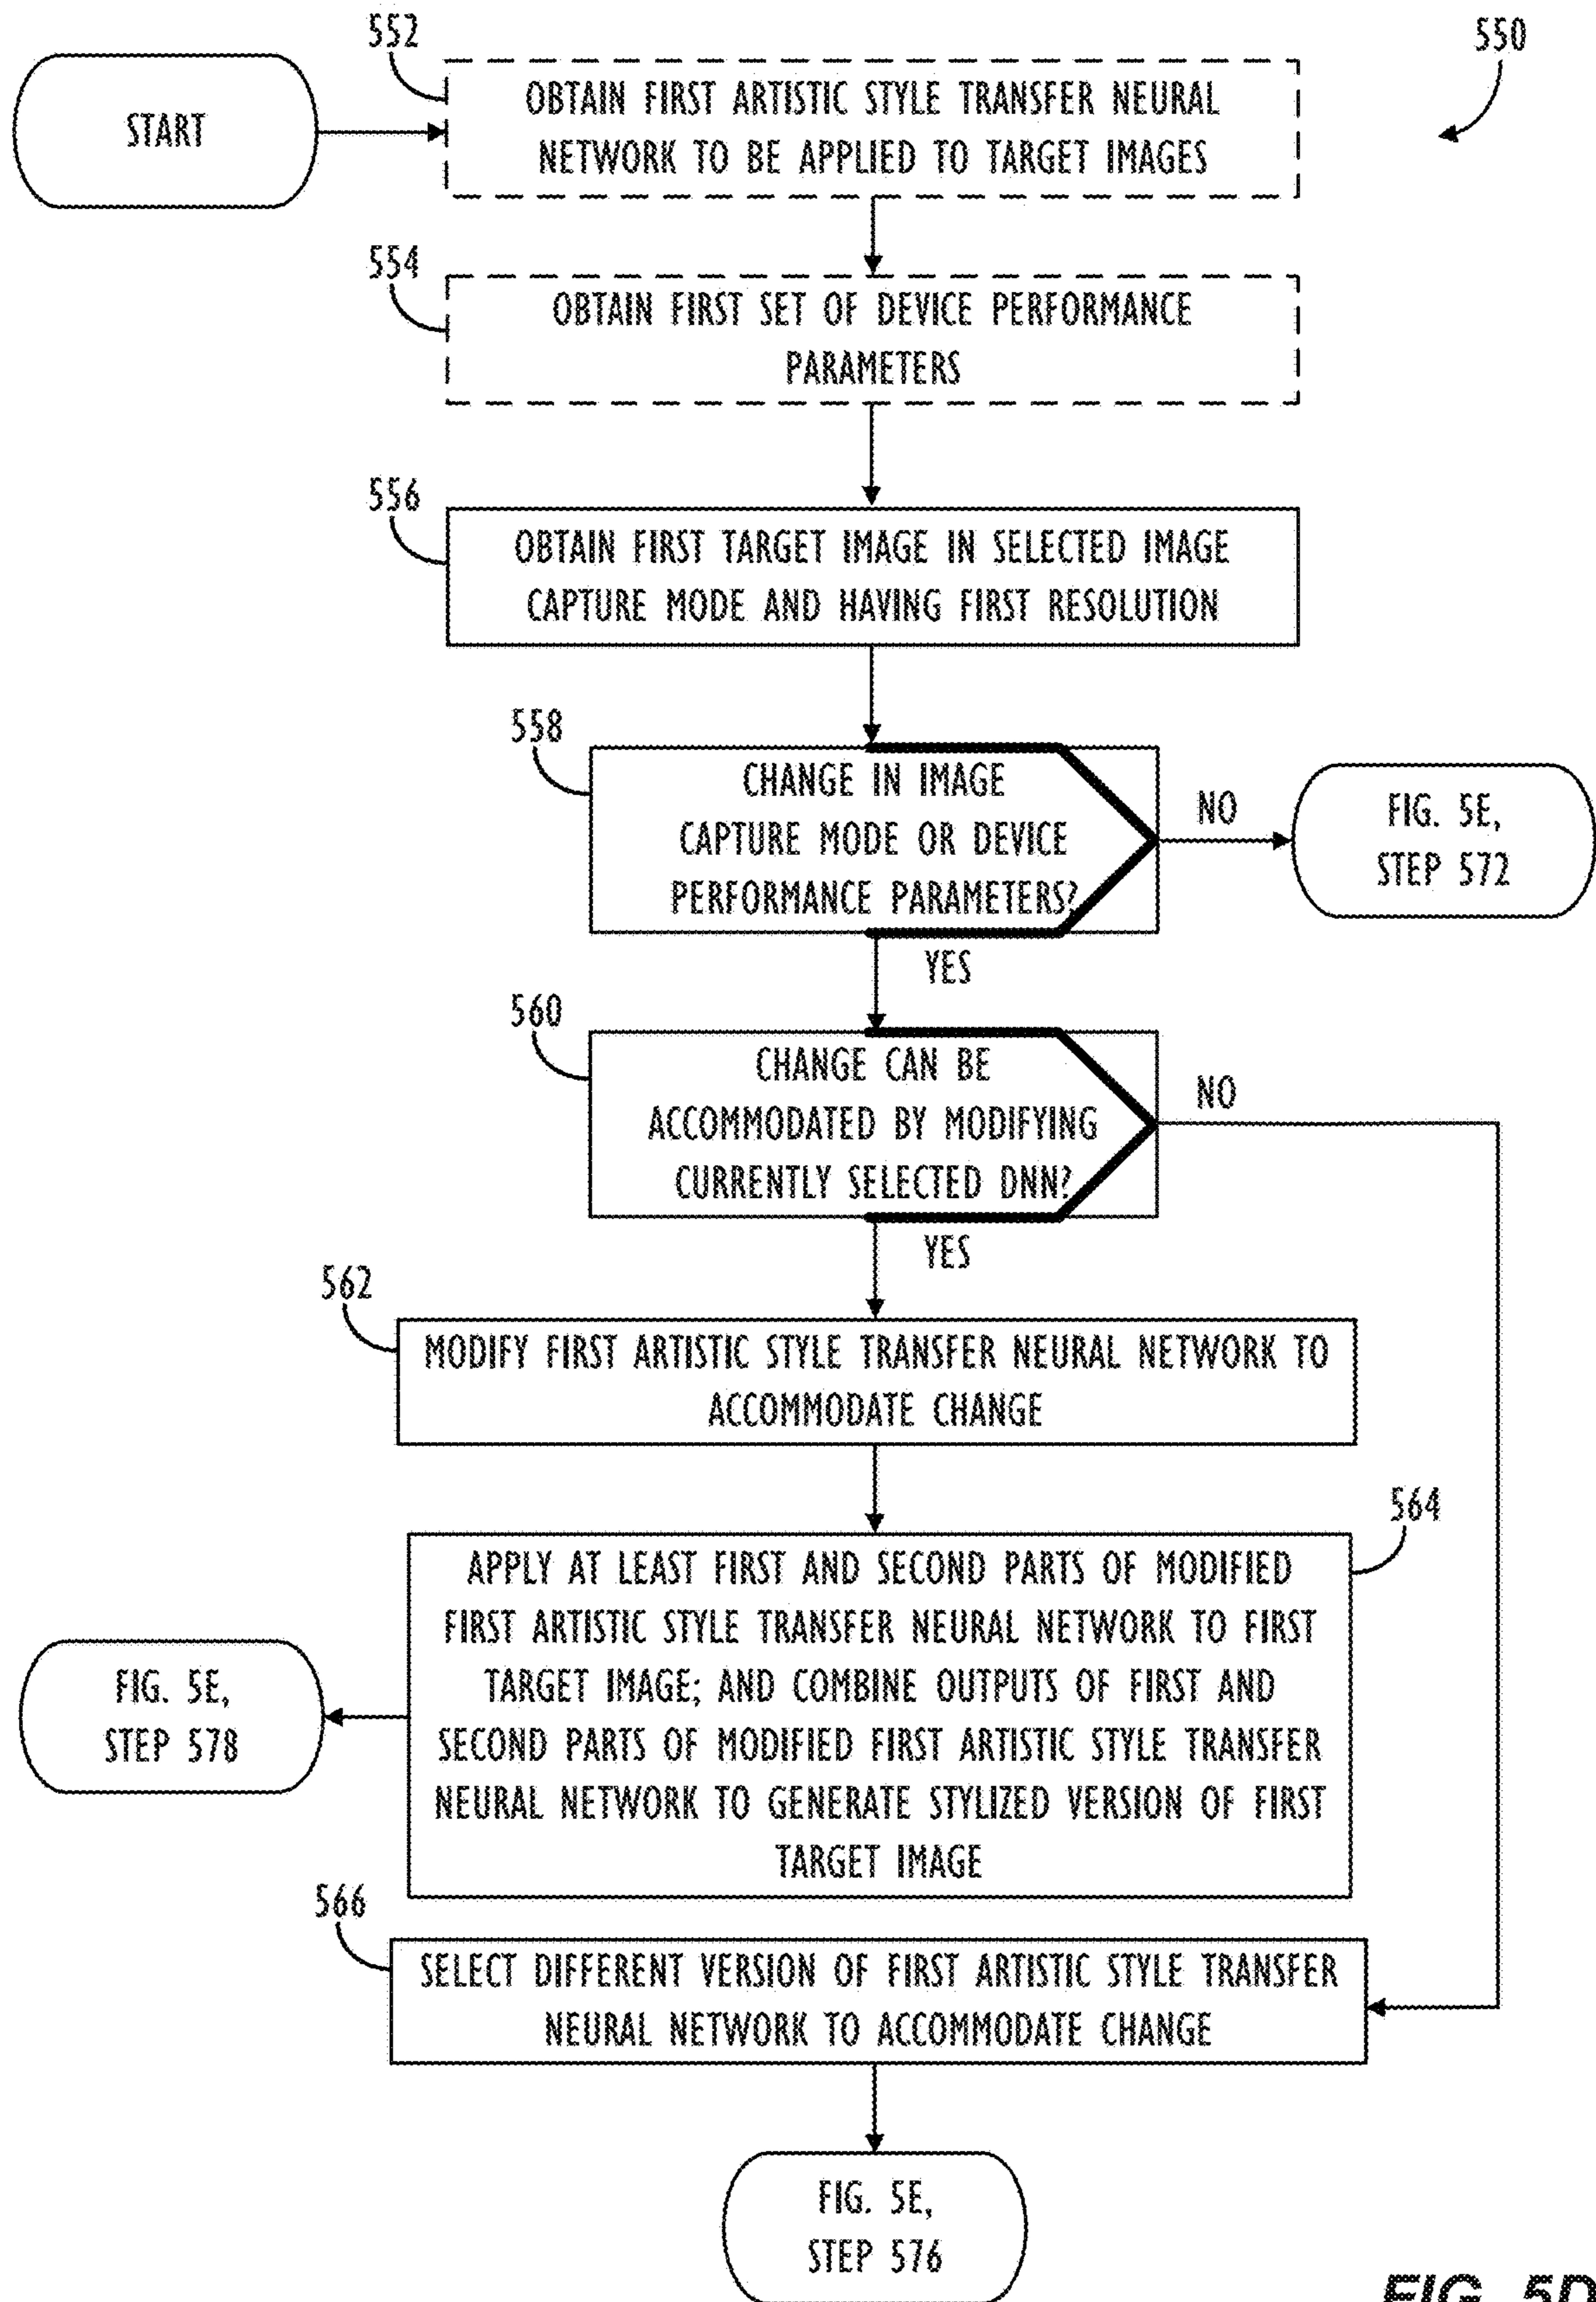 552
550
START
OBTAIN FIRST ARTISTIC STYLE TRANSFER NEURAL
NETWORK TO BE APPLIED TO TARGET IMAGES
554
OBTAIN FIRST SET OF DEVICE PERFORMANCE
PARAMETERS
556
OBTAIN FIRST TARGET IMAGE IN SELECTED IMAGE
CAPTURE MODE AND HAVING FIRST RESOLUTION
558
CHANGE IN IMAGE
CAPTURE MODE OR DEVICE
PERFORMANCE PARAMETERS?
NO
FIG. 5E,
STEP 572
YES
560
CHANGE CAN BE
ACCOMMODATED BY MODIFYING
CURRENTLY SELECTED DNN?
NO
YES
562
MODIFY FIRST ARTISTIC STYLE TRANSFER NEURAL NETWORK TO
ACCOMMODATE CHANGE
564
APPLY AT LEAST FIRST AND SECOND PARTS OF MODIFIED
FIRST ARTISTIC STYLE TRANSFER NEURAL NETWORK TO FIRST
TARGET IMAGE; AND COMBINE OUTPUTS OF FIRST AND
SECOND PARTS OF MODIFIED FIRST ARTISTIC STYLE TRANSFER
NEURAL NETWORK TO GENERATE STYLIZED VERSION OF FIRST
TARGET IMAGE
FIG. 5E,
STEP 578
566
SELECT DIFFERENT VERSION OF FIRST ARTISTIC STYLE TRANSFER
NEURAL NETWORK TO ACCOMMODATE CHANGE
FIG. 5E,
STEP 576
FIG. 5D